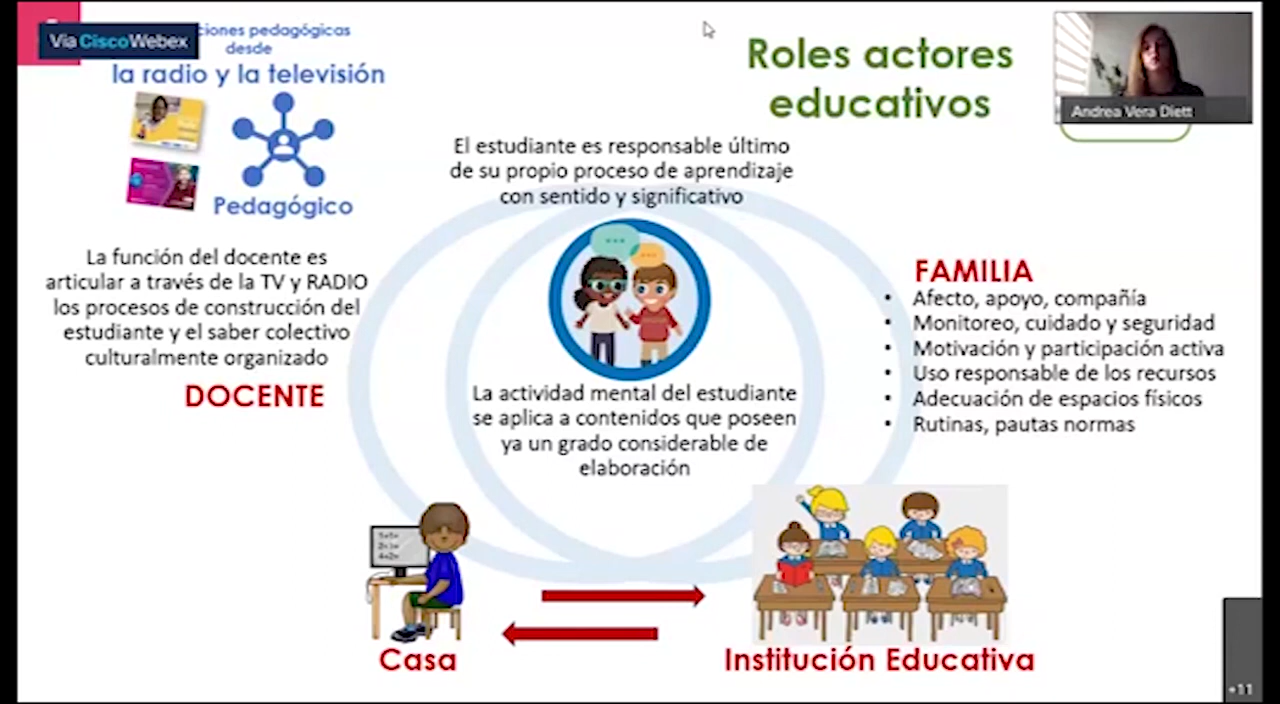 Vía CiscoWebex
ciones pedagógicas
desde
la radio y la televisión
Pedagógico
Roles actores
educativos
Andrea Vera Diett
El estudiante es responsable último
de su propio proceso de aprendizaje
con sentido y significativo
La función del docente es
articular a través de la TV y RADIO
los procesos de construcción del
estudiante y el saber colectivo
culturalmente organizado
DOCENTE
La actividad mental del estudiante
se aplica a contenidos que poseen
ya un grado considerable de
elaboración
FAMILIA
• Afecto, apoyo, compañía
• Monitoreo, cuidado y seguridad
• Motivación y participación activa
• Uso responsable de los recursos
• Adecuación de espacios físicos
• Rutinas, pautas normas
Casa
Institución Educativa
+11